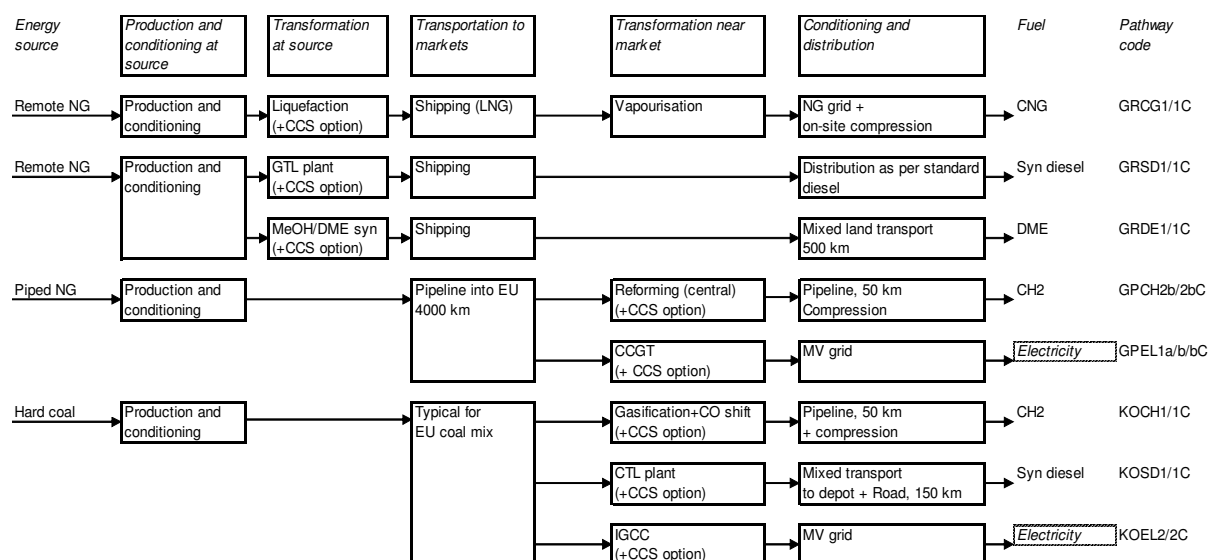 Energy
source
Production and
conditioning at
source
Transformation
at source
Transportation to
markets
Transformation near
market
Conditioning and
distribution
Fuel
Pathway
code
Remote NG
Production and
conditioning
Liquefaction
(+CCS option)
Shipping (LNG)
Vapourisation
NG grid +
on-site compression
CNG
GRCG1/1C
Remote NG
Production and
conditioning
GTL plant
(+CCS option)
Shipping
Distribution as per standard
diesel
Syn diesel
GRSD1/1C
MeOH/DME syn
(+CCS option)
Shipping
Mixed land transport
500 km
DME
GRDE1/1C
Piped NG
Production and
conditioning
Pipeline into EU
4000 km
Reforming (central)
(+CCS option)
Pipeline, 50 km
Compression
CH2
GPCH2b/2bC
CCGT
(+ CCS option)
MV grid
Electricity
GPEL1a/b/bC
Hard coal
Production and
conditioning
Typical for
EU coal mix
Gasification+CO shift
(+CCS option)
Pipeline, 50 km
+ compression
CH2
KOCH1/1C
CTL plant
(+CCS option)
Mixed transport
to depot + Road, 150 km
Syn diesel
KOSD1/1C
IGCC
(+CCS option)
MV grid
Electricity
KOEL2/2C